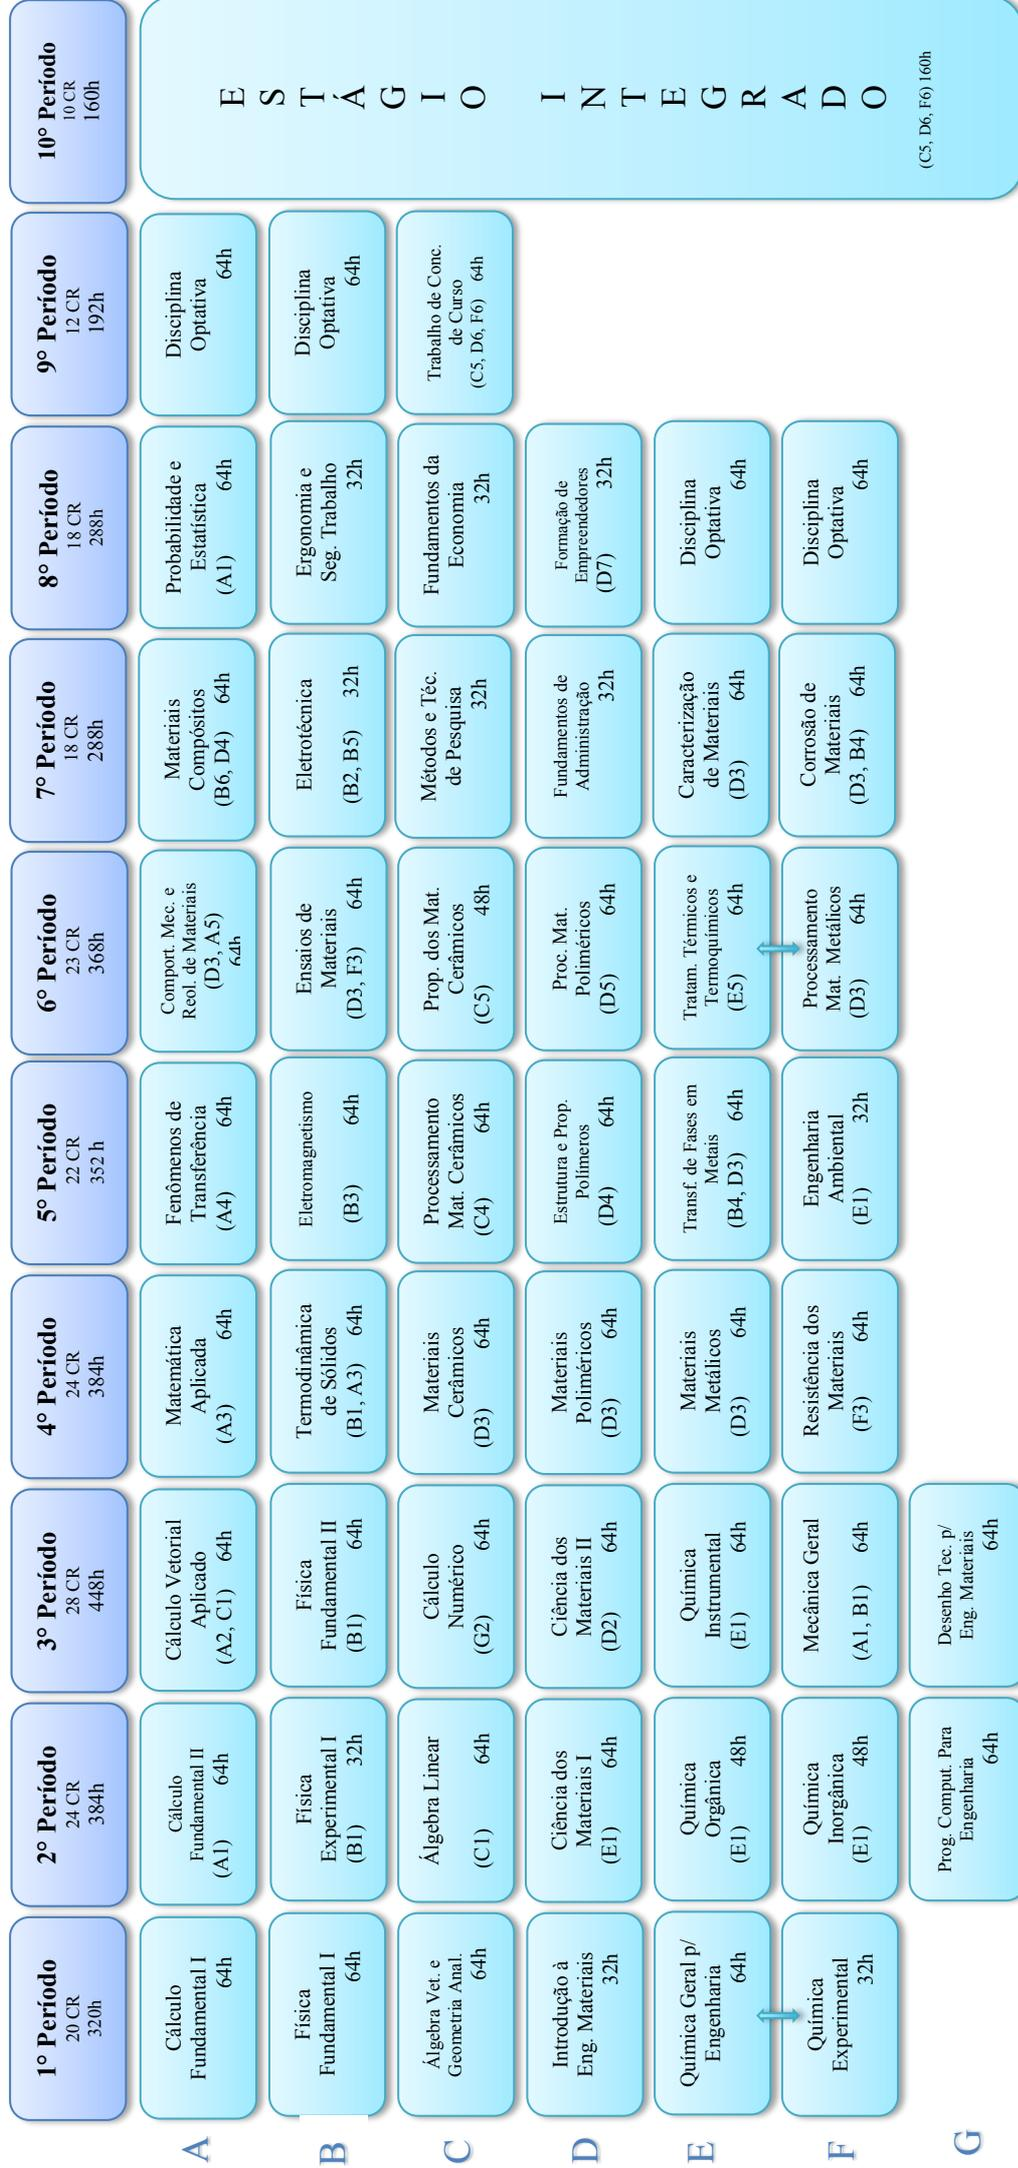 1° Período
20 CR
320h
2° Período
24 CR
384h
3° Período
28 CR
448h
4° Período
24 CR
384h
5° Período
22 CR
352 h
6° Período
23 CR
368h
7° Período
18 CR
288h
8° Período
18 CR
288h
9° Período
12 CR
192h
10° Período
10 CR
160h
A
Cálculo
Fundamental I
64h
Cálculo
Fundamental II
(A1) 64h
Cálculo Vetorial
Aplicado
(A2, C1) 64h
Matemática
Aplicada
(A3) 64h
Fenômenos de
Transferência
(A4) 64h
Comport. Mec. e
Reol. de Materiais
(D3, A5)
64h
Materiais
Compósitos
(B6, D4) 64h
Probabilidade e
Estatística
(A1) 64h
Disciplina
Optativa
64h
B
Física
Fundamental I
64h
Física
Experimental I
(B1) 32h
Física
Fundamental II
(B1) 64h
Termodinâmica
de Sólidos
(B1, A3) 64h
Eletromagnetismo
(B3) 64h
Ensaios de
Materiais
(D3, F3) 64h
Eletrotécnica
(B2, B5) 32h
Ergonomia e
Seg. Trabalho
32h
Disciplina
Optativa
64h
C
Álgebra Vet. e
Geometria Anal.
64h
Álgebra Linear
(C1) 64h
Cálculo
Numérico
(G2) 64h
Materiais
Cerâmicos
(D3) 64h
Processamento
Mat. Cerâmicos
(C4) 64h
Prop. dos Mat.
Cerâmicos
(C5) 48h
Métodos e Téc.
de Pesquisa
32h
Fundamentos da
Economia
32h
Trabalho de Conc.
de Curso
(C5, D6, F6) 64h
D
Introdução à
Eng. Materiais
32h
Ciência dos
Materiais I
(E1) 64h
Ciência dos
Materiais II
(D2) 64h
Materiais
Poliméricos
(D3) 64h
Estrutura e Prop.
Polímeros
(D4) 64h
Proc. Mat.
Poliméricos
(D5) 64h
Fundamentos de
Administração
32h
Formação de
Empreendedores
(D7) 32h
E
Química Geral p/
Engenharia
64h
Química
Orgânica
(E1) 48h
Química
Instrumental
(E1) 64h
Materiais
Metálicos
(D3) 64h
Transf. de Fases em
Metais
(B4, D3) 64h
Tratam. Térmicos e
Termoquímicos
(E5) 64h
Caracterização
de Materiais
(D3) 64h
Disciplina
Optativa
64h
F
Química
Experimental
32h
Química
Inorgânica
(E1) 48h
Mecânica Geral
(A1, B1) 64h
Resistência dos
Materiais
(F3) 64h
Engenharia
Ambiental
(E1) 32h
Processamento
Mat. Metálicos
(D3) 64h
Corrosão de
Materiais
(D3, B4) 64h
Disciplina
Optativa
64h
G
Prog. Comput. Para
Engenharia
64h
Desenho Tec. p/
Eng. Materiais
64h
E
S
T
Á
G
I
O
I
N
T
E
G
R
A
D
O
(C5, D6, F6) 160h